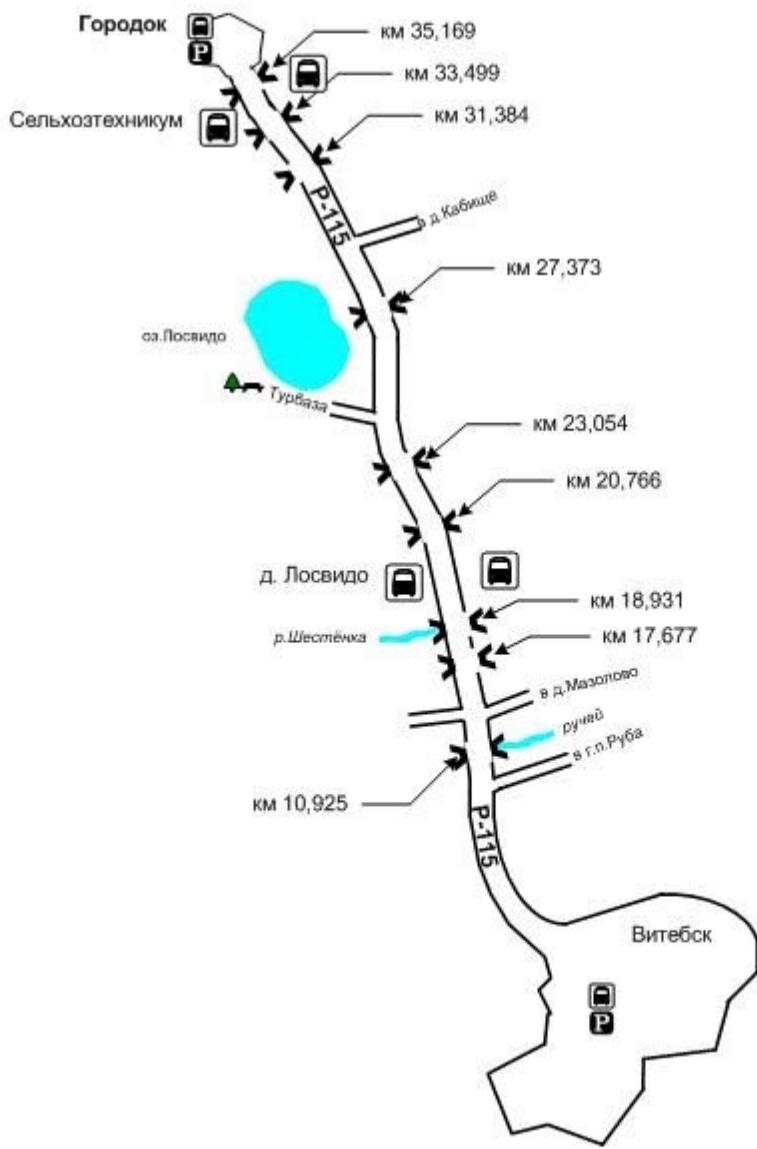 Городок
P
км 35,169
км 33,499
Сельхозтехникум
км 31,384
Р-115
в д.Кабище
км 27,373
оз.Лосвидо
Турбаза
км 23,054
км 20,766
д. Лосвидо
км 18,931
р.Шестёнка
км 17,677
в д.Мазолово
ручей
в г.п.Руба
км 10,925
Р-115
Витебск
P